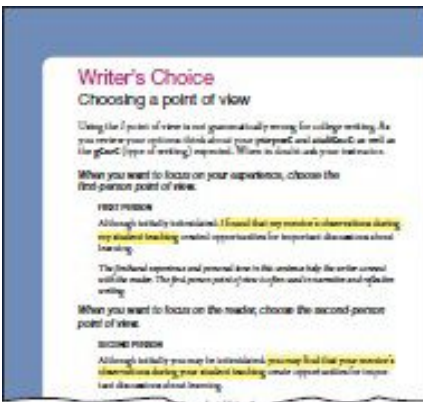 Writer's Choice
Choosing a point of view
Using the I point of view is not grammatically wrong for college writing. As
you review your options, think about your purpose and audience as well as
the genre (type of writing) expected. When in doubt, ask your instructor.
When you want to focus on your experience, choose the
first-person point of view.
FIRST PERSON
Although initially intimidated, I found that my mentor's observations during
my student teaching created opportunities for important discussions about
learning.
The firsthand experience and personal tone in this sentence help the writer connect
with the reader. The first-person point of view is often used in narrative and reflective
writing.
When you want to focus on the reader, choose the second-person
point of view.
SECOND PERSON
Although initially you may be intimidated, you may find that your mentor's
observations during your student teaching create opportunities for impor-
tant discussions about learning.